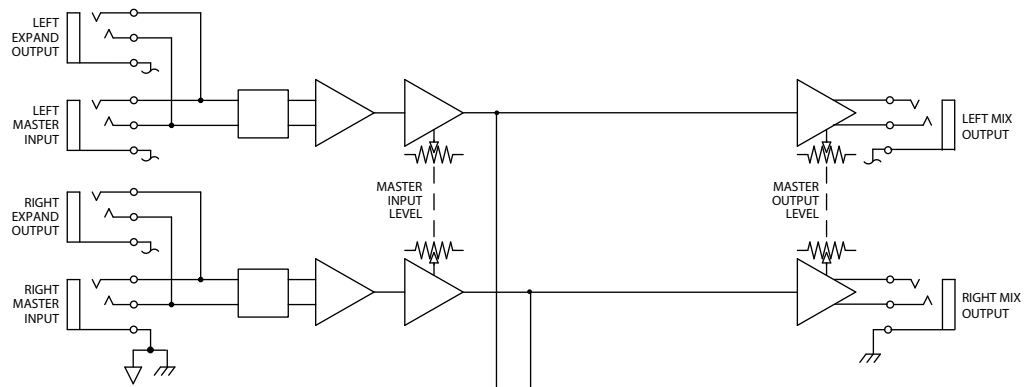 LEFT
EXPAND
OUTPUT
LEFT
MASTER
INPUT
RIGHT
EXPAND
OUTPUT
RIGHT
MASTER
INPUT
MASTER
INPUT
LEVEL
MASTER
OUTPUT
LEVEL
LEFT MIX
OUTPUT
RIGHT MIX
OUTPUT